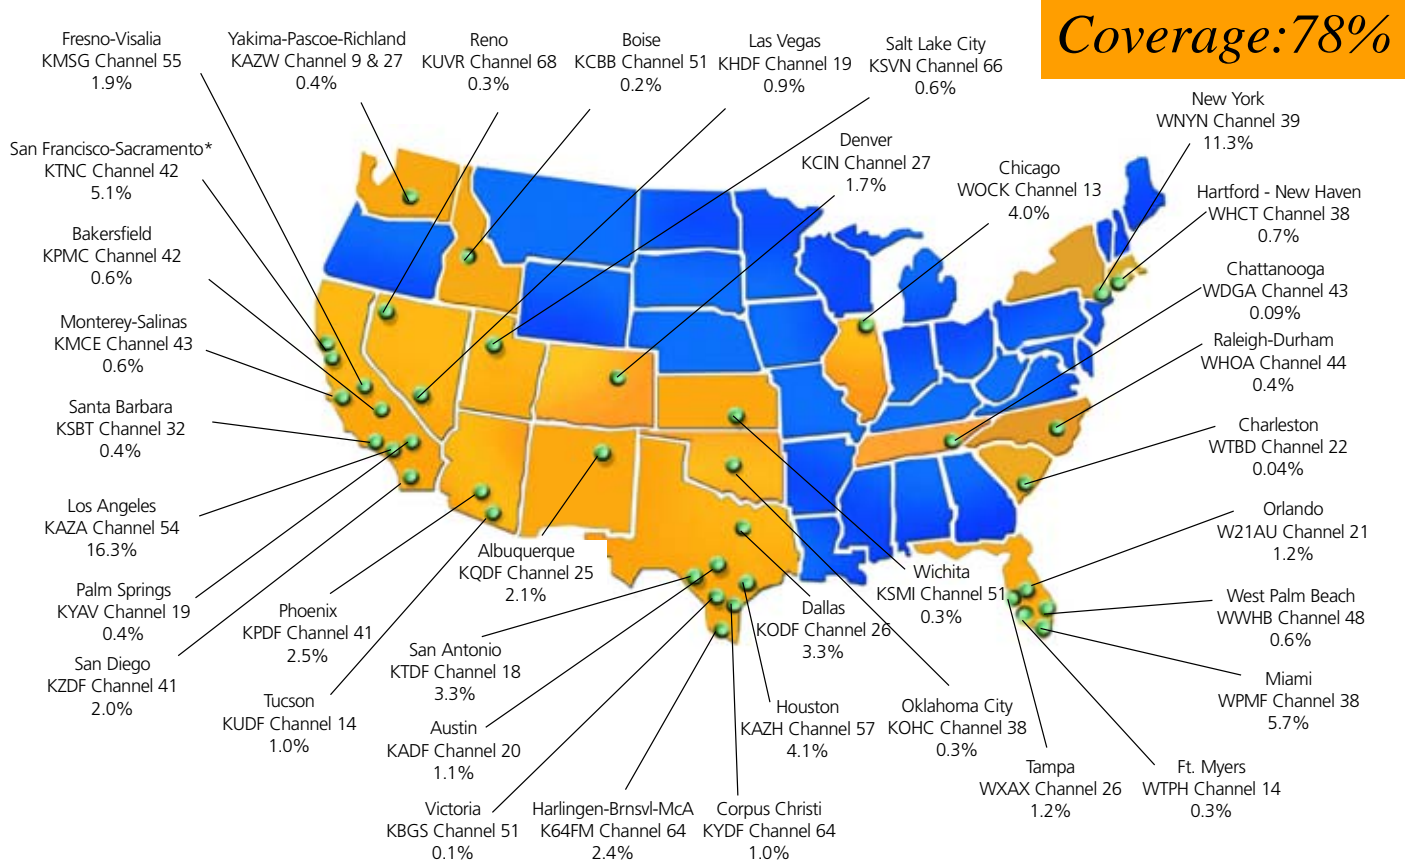 Coverage:78%
Fresno-Visalia
KMSG Channel 55
1.9%
Yakima-Pascoe-Richland
KAZW Channel 9 & 27
0.4%
Reno
KUVR Channel 68
0.3%
Boise
KCBB Channel 51
0.2%
Las Vegas
KHDF Channel 19
0.9%
Salt Lake City
KSVN Channel 66
0.6%
New York
WNYN Channel 39
11.3%
Denver
KCIN Channel 27
1.7%
Chicago
WOCK Channel 13
4.0%
San Francisco-Sacramento*
KTNC Channel 42
5.1%
Hartford - New Haven
WHCT Channel 38
0.7%
Bakersfield
KPMC Channel 42
0.6%
Chattanooga
WDGA Channel 43
0.09%
Monterey-Salinas
KMCE Channel 43
0.6%
Raleigh-Durham
WHOA Channel 44
0.4%
Santa Barbara
KSBT Channel 32
0.4%
Charleston
WTBD Channel 22
0.04%
Los Angeles
KAZA Channel 54
16.3%
Orlando
W21AU Channel 21
1.2%
Albuquerque
KQDF Channel 25
2.1%
Wichita
KSMI Channel 51
0.3%
Palm Springs
KYAV Channel 19
0.4%
West Palm Beach
WWHB Channel 48
0.6%
Phoenix
KPDF Channel 41
2.5%
Dallas
KODF Channel 26
3.3%
San Antonio
KTDF Channel 18
3.3%
San Diego
KZDF Channel 41
2.0%
Miami
WPMF Channel 38
5.7%
Tucson
KUDF Channel 14
1.0%
Houston
KAZH Channel 57
4.1%
Oklahoma City
KOHC Channel 38
0.3%
Austin
KADF Channel 20
1.1%
Tampa
WXAX Channel 26
1.2%
Ft. Myers
WTPH Channel 14
0.3%
Victoria
KBGS Channel 51
0.1%
Harlingen-Brnsvl-McA
K64FM Channel 64
2.4%
Corpus Christi
KYDF Channel 64
1.0%